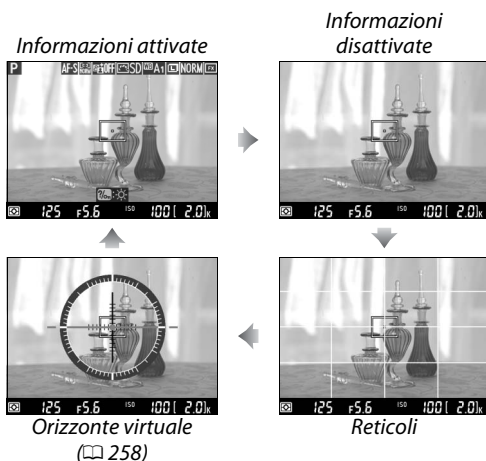 Informazioni attivate
Informazioni
disattivate
P AF-S OFF SD A1 L NORM FX
125 F5.6 ISO 100 [ 2.0]K
125 F5.6 ISO 100 [ 2.0]K
125 F5.6 ISO 100 [ 2.0]K
125 F5.6 ISO 100 [ 2.0]K
Orizzonte virtuale
(258)
Reticoli